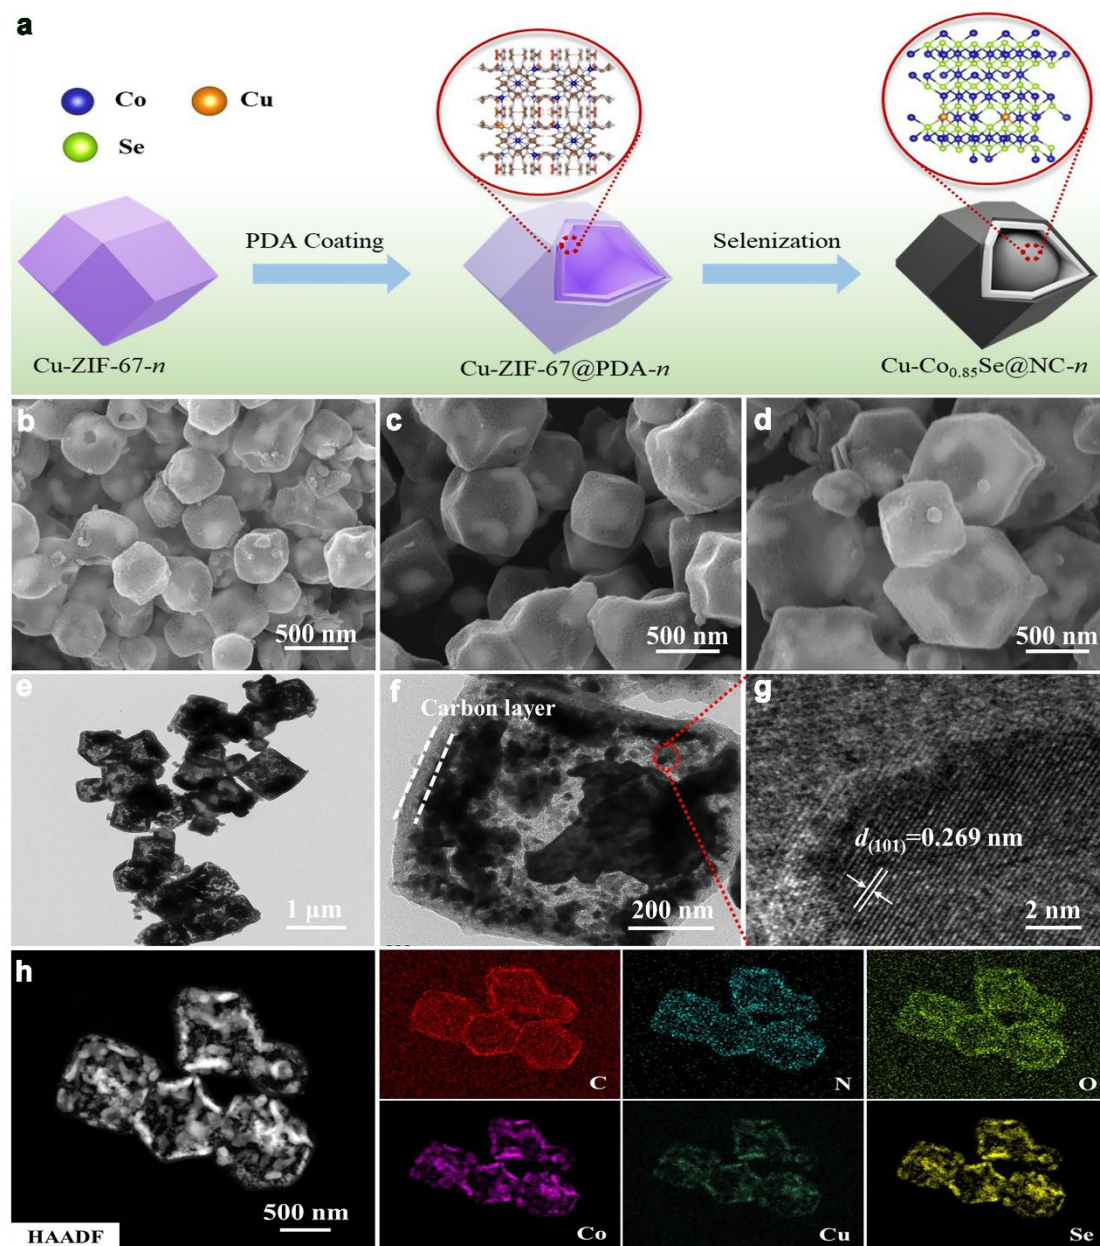 a
Co
Cu
Se
PDA Coating
Selenization
Cu-ZIF-67-n
Cu-ZIF-67@PDA-n
Cu-Co₀.₈₅Se@NC-n
b
500 nm
c
500 nm
d
500 nm
e
1 μm
f
Carbon layer
200 nm
g
d(101)=0.269 nm
2 nm
h
500 nm
HAADF
C
N
O
Co
Cu
Se